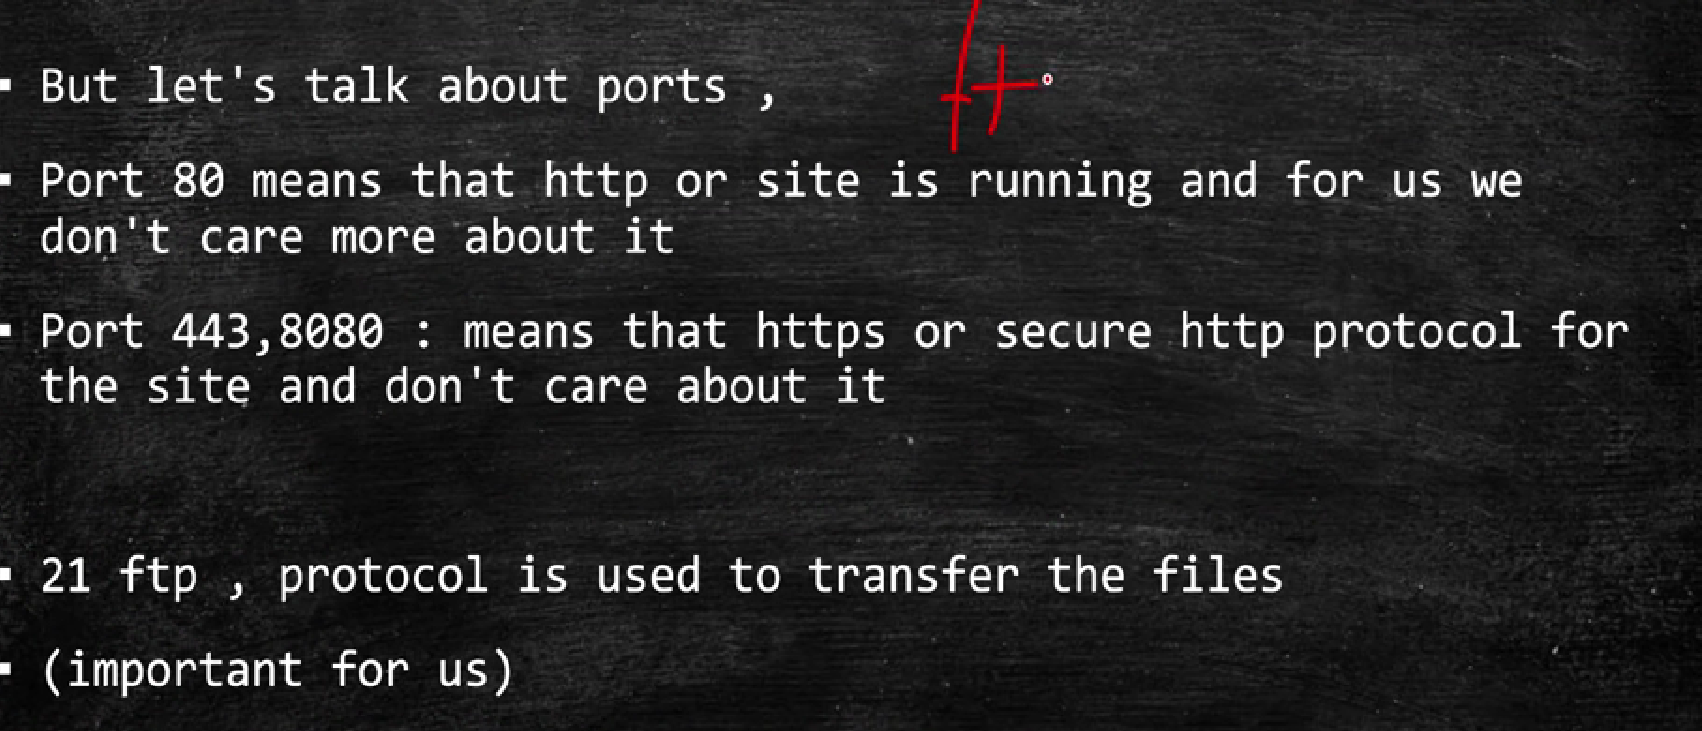 ft
▪ But let's talk about ports ,
▪ Port 80 means that http or site is running and for us we
don't care more about it
▪ Port 443,8080 : means that https or secure http protocol for
the site and don't care about it
▪ 21 ftp , protocol is used to transfer the files
▪ (important for us)